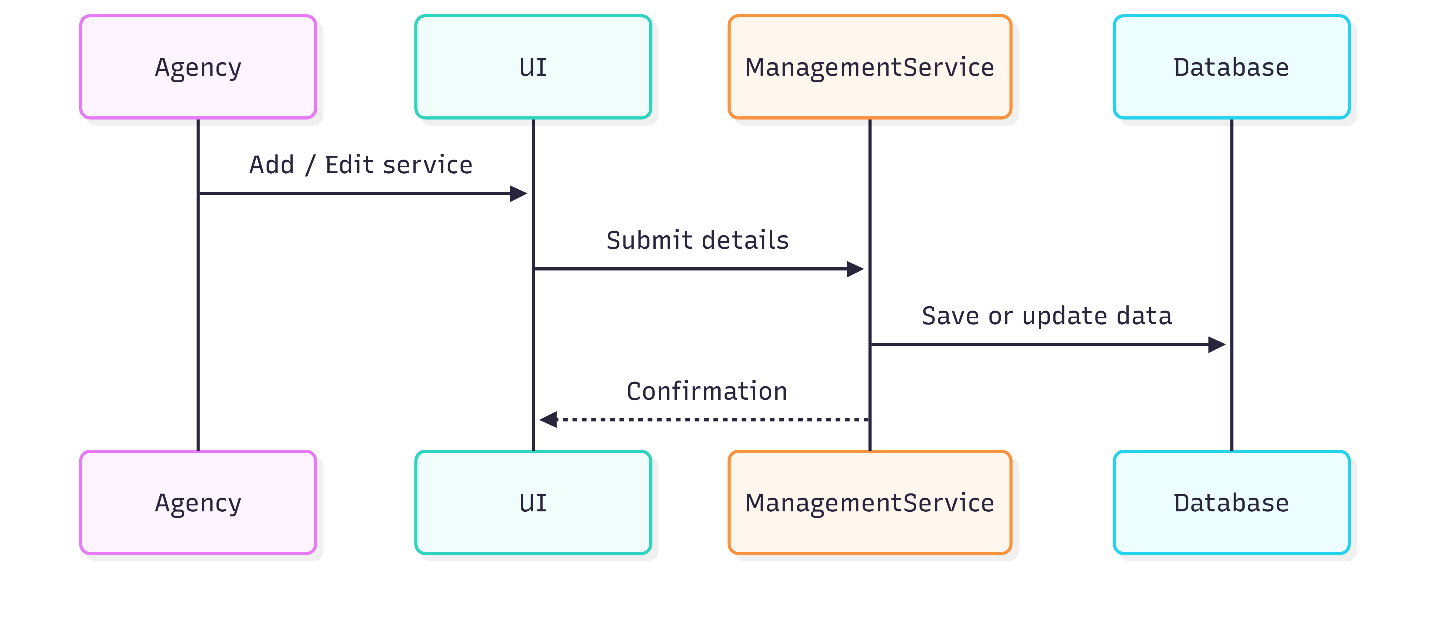 Agency
UI
ManagementService
Database
Add / Edit service
Submit details
Save or update data
Confirmation
Agency
UI
ManagementService
Database